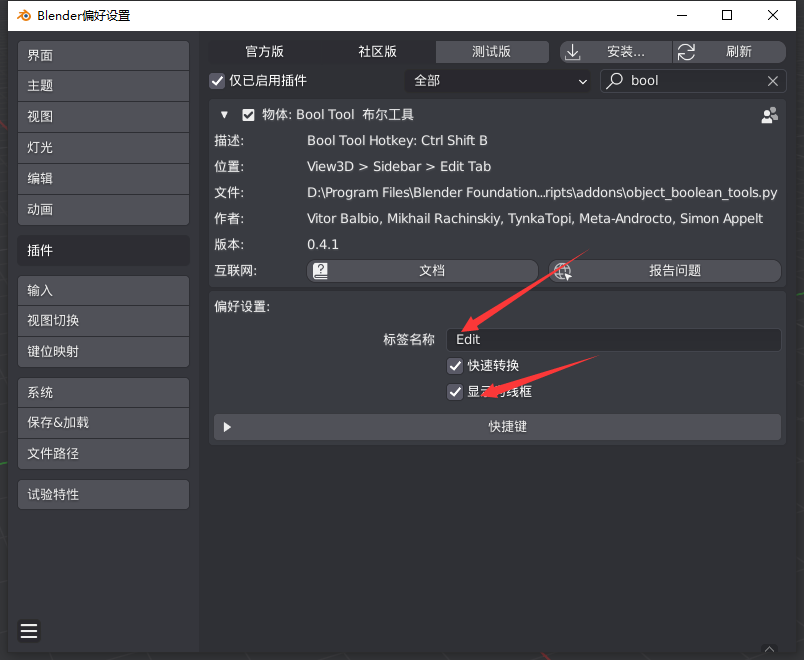 Blender偏好设置
界面
主题
视图
灯光
编辑
动画
插件
输入
视图切换
键位映射
系统
保存&加载
文件路径
试验特性
官方版 社区版 测试版 安装... 刷新
仅已启用插件 全部 bool
物体: Bool Tool 布尔工具
描述: Bool Tool Hotkey: Ctrl Shift B
位置: View3D > Sidebar > Edit Tab
文件: D:\Program Files\Blender Foundation...ripts\addons\object_boolean_tools.py
作者: Vitor Balbio, Mikhail Rachinskiy, TynkaTopi, Meta-Androcto, Simon Appelt
版本: 0.4.1
互联网: 文档 报告问题
偏好设置:
标签名称 Edit
快速转换
显示 线框
快捷键